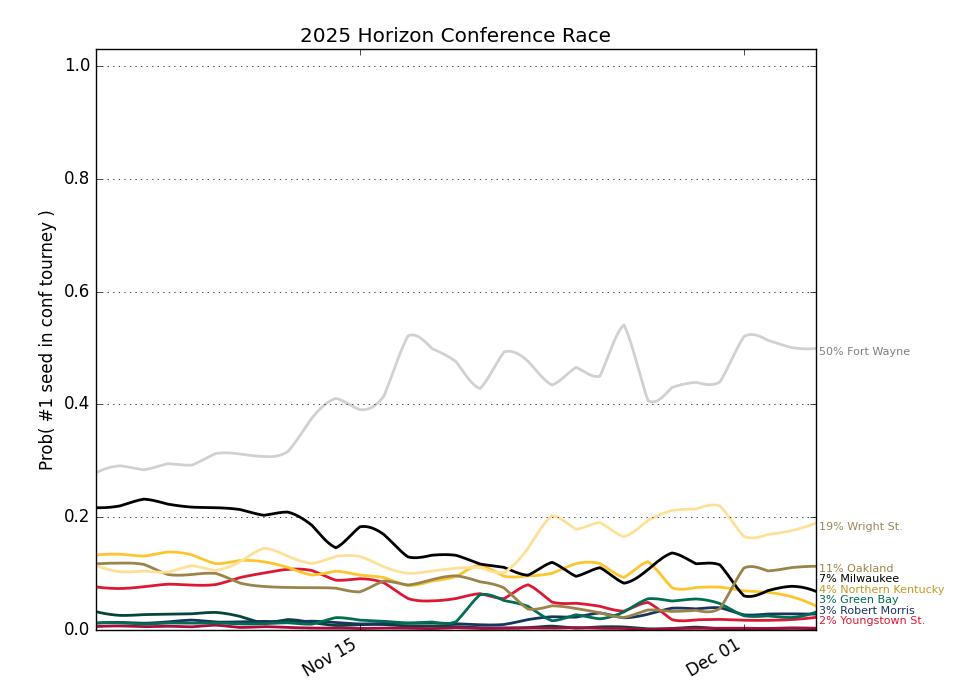 2025 Horizon Conference Race
Prob( #1 seed in conf tourney )
1.0
0.8
0.6
0.4
0.2
0.0
Nov 15
Dec 01
50% Fort Wayne
19% Wright St.
11% Oakland
7% Milwaukee
4% Northern Kentucky
3% Green Bay
3% Robert Morris
2% Youngstown St.